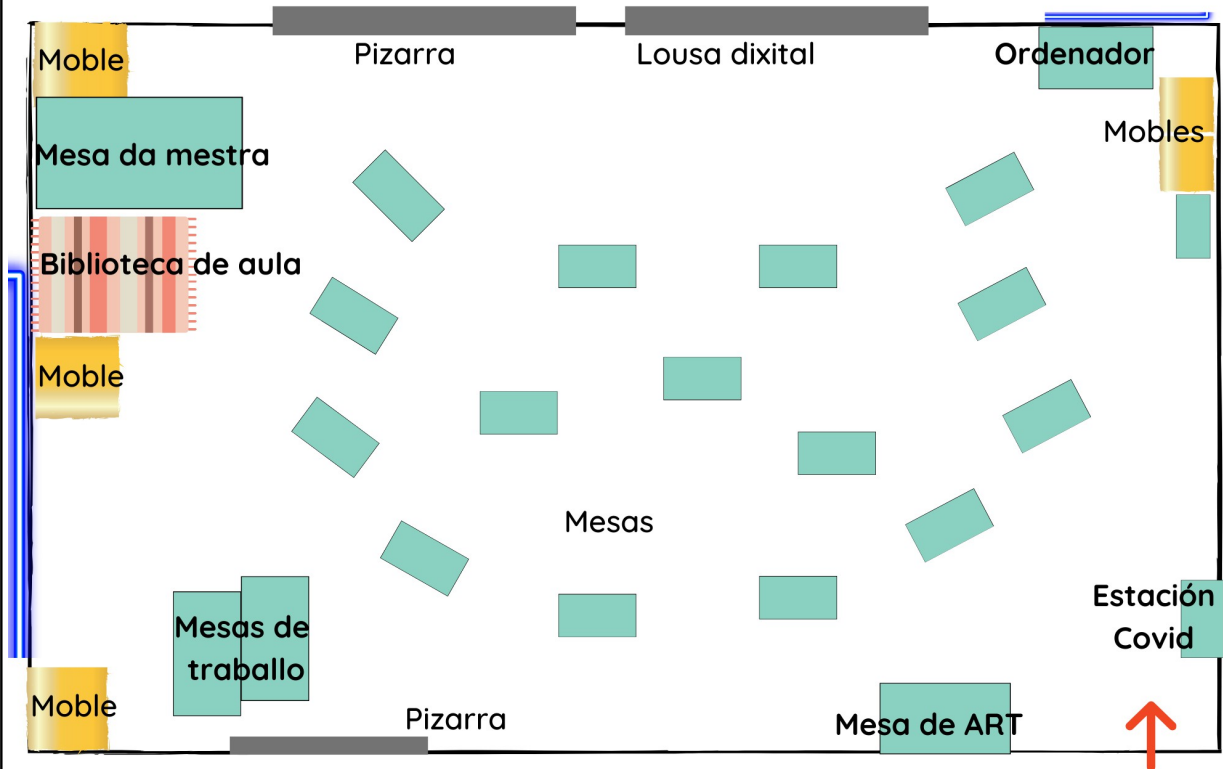 Moble
Pizarra
Lousa dixital
Ordenador
Mobles
Mesa da mestra
Biblioteca de aula
Moble
Mesas
Estación
Covid
Mesas de
traballo
Moble
Pizarra
Mesa de ART